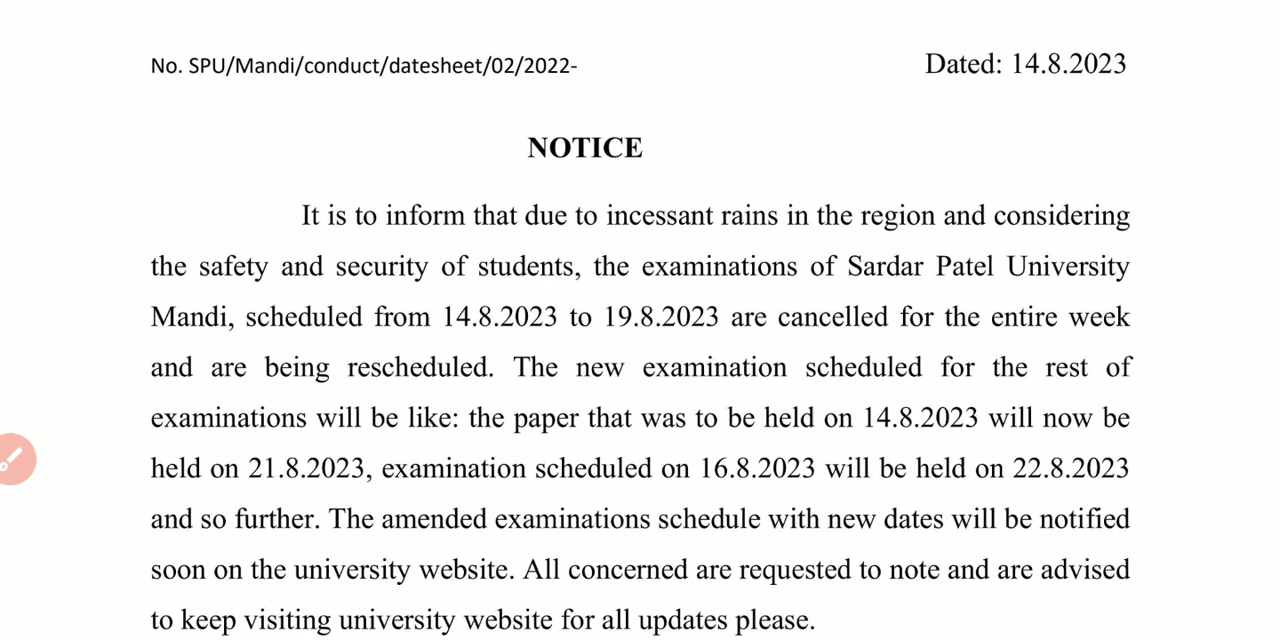 No. SPU/Mandi/conduct/datesheet/02/2022-
Dated: 14.8.2023
NOTICE
It is to inform that due to incessant rains in the region and considering
the safety and security of students, the examinations of Sardar Patel University
Mandi, scheduled from 14.8.2023 to 19.8.2023 are cancelled for the entire week
and are being rescheduled. The new examination scheduled for the rest of
examinations will be like: the paper that was to be held on 14.8.2023 will now be
held on 21.8.2023, examination scheduled on 16.8.2023 will be held on 22.8.2023
and so further. The amended examinations schedule with new dates will be notified
soon on the university website. All concerned are requested to note and are advised
to keep visiting university website for all updates please.